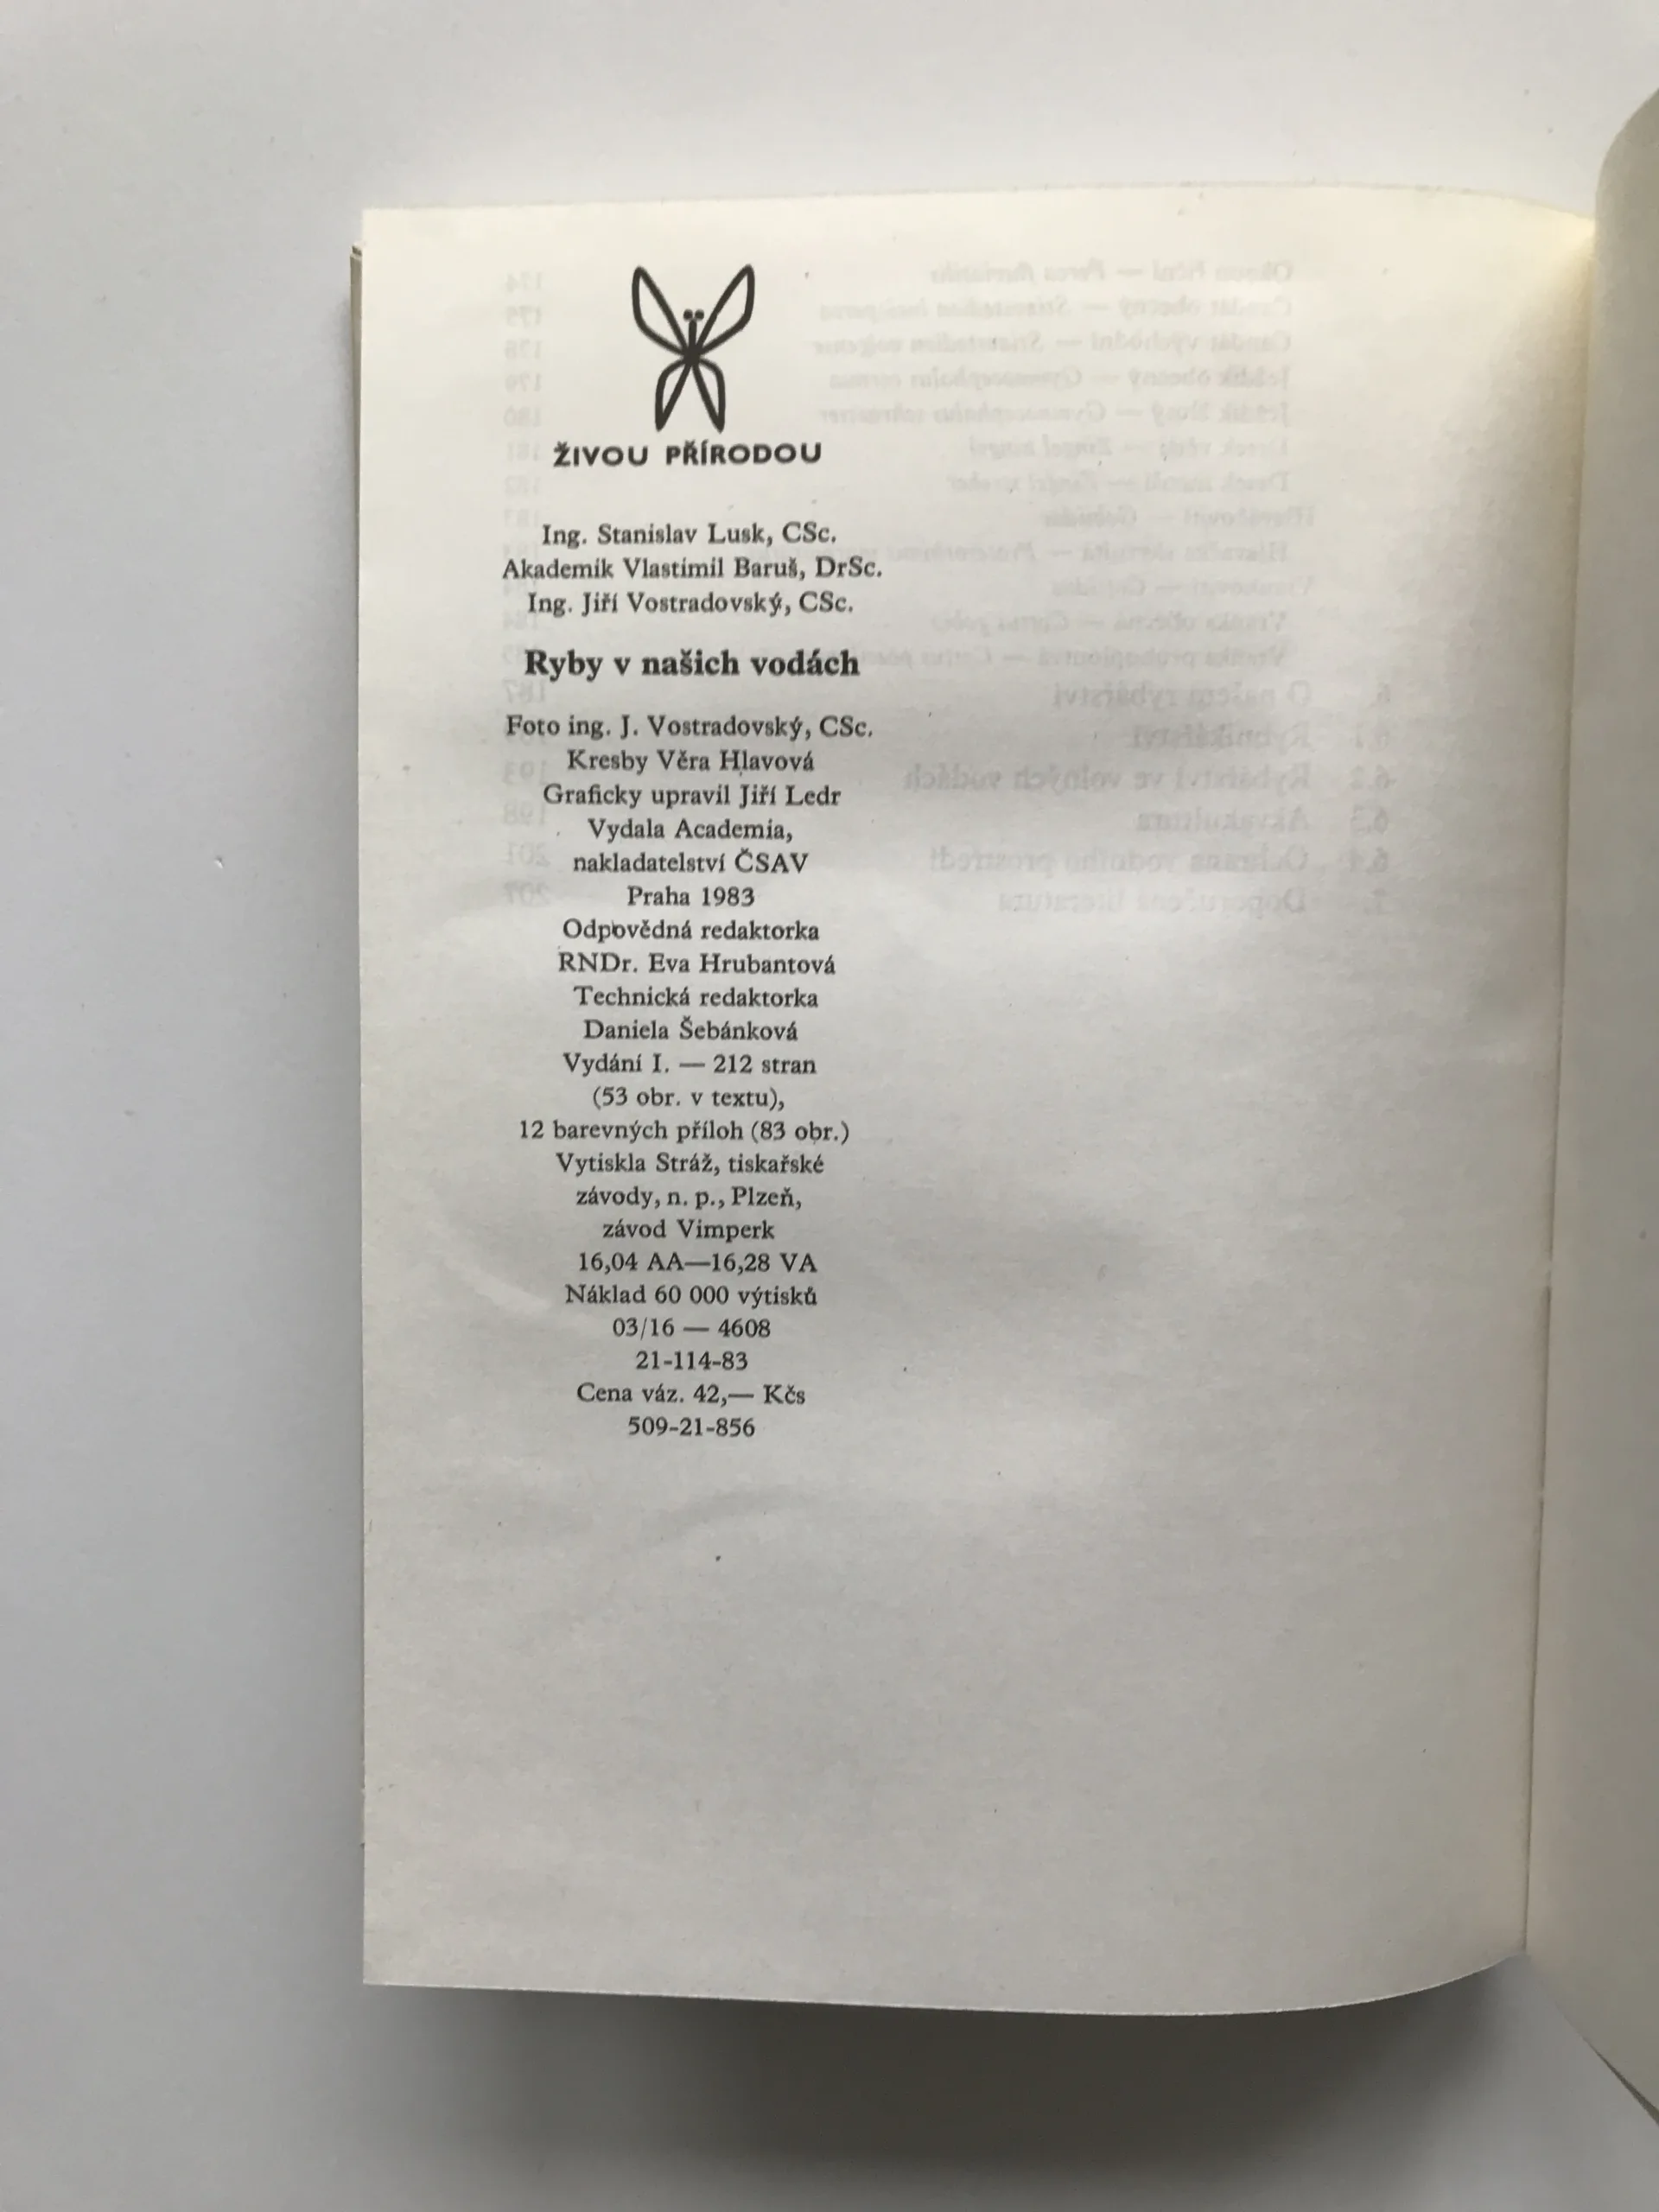 ŽIVOU PŘÍRODOU
Ing. Stanislav Lusk, CSc.
Akademik Vlastimil Baruš, DrSc.
Ing. Jiří Vostradovský, CSc.
Ryby v našich vodách
Foto ing. J. Vostradovský, CSc.
Kresby Věra Hlavová
Graficky upravil Jiří Ledr
Vydala Academia,
nakladatelství ČSAV
Praha 1983
Odpovědná redaktorka
RNDr. Eva Hrubantová
Technická redaktorka
Daniela Šebánková
Vydání I. — 212 stran
(53 obr. v textu),
12 barevných příloh (83 obr.)
Vytiskla Stráž, tiskařské
závody, n. p., Plzeň,
závod Vimperk
16,04 AA—16,28 VA
Náklad 60 000 výtisků
03/16 — 4608
21-114-83
Cena váz. 42,— Kčs
509-21-856